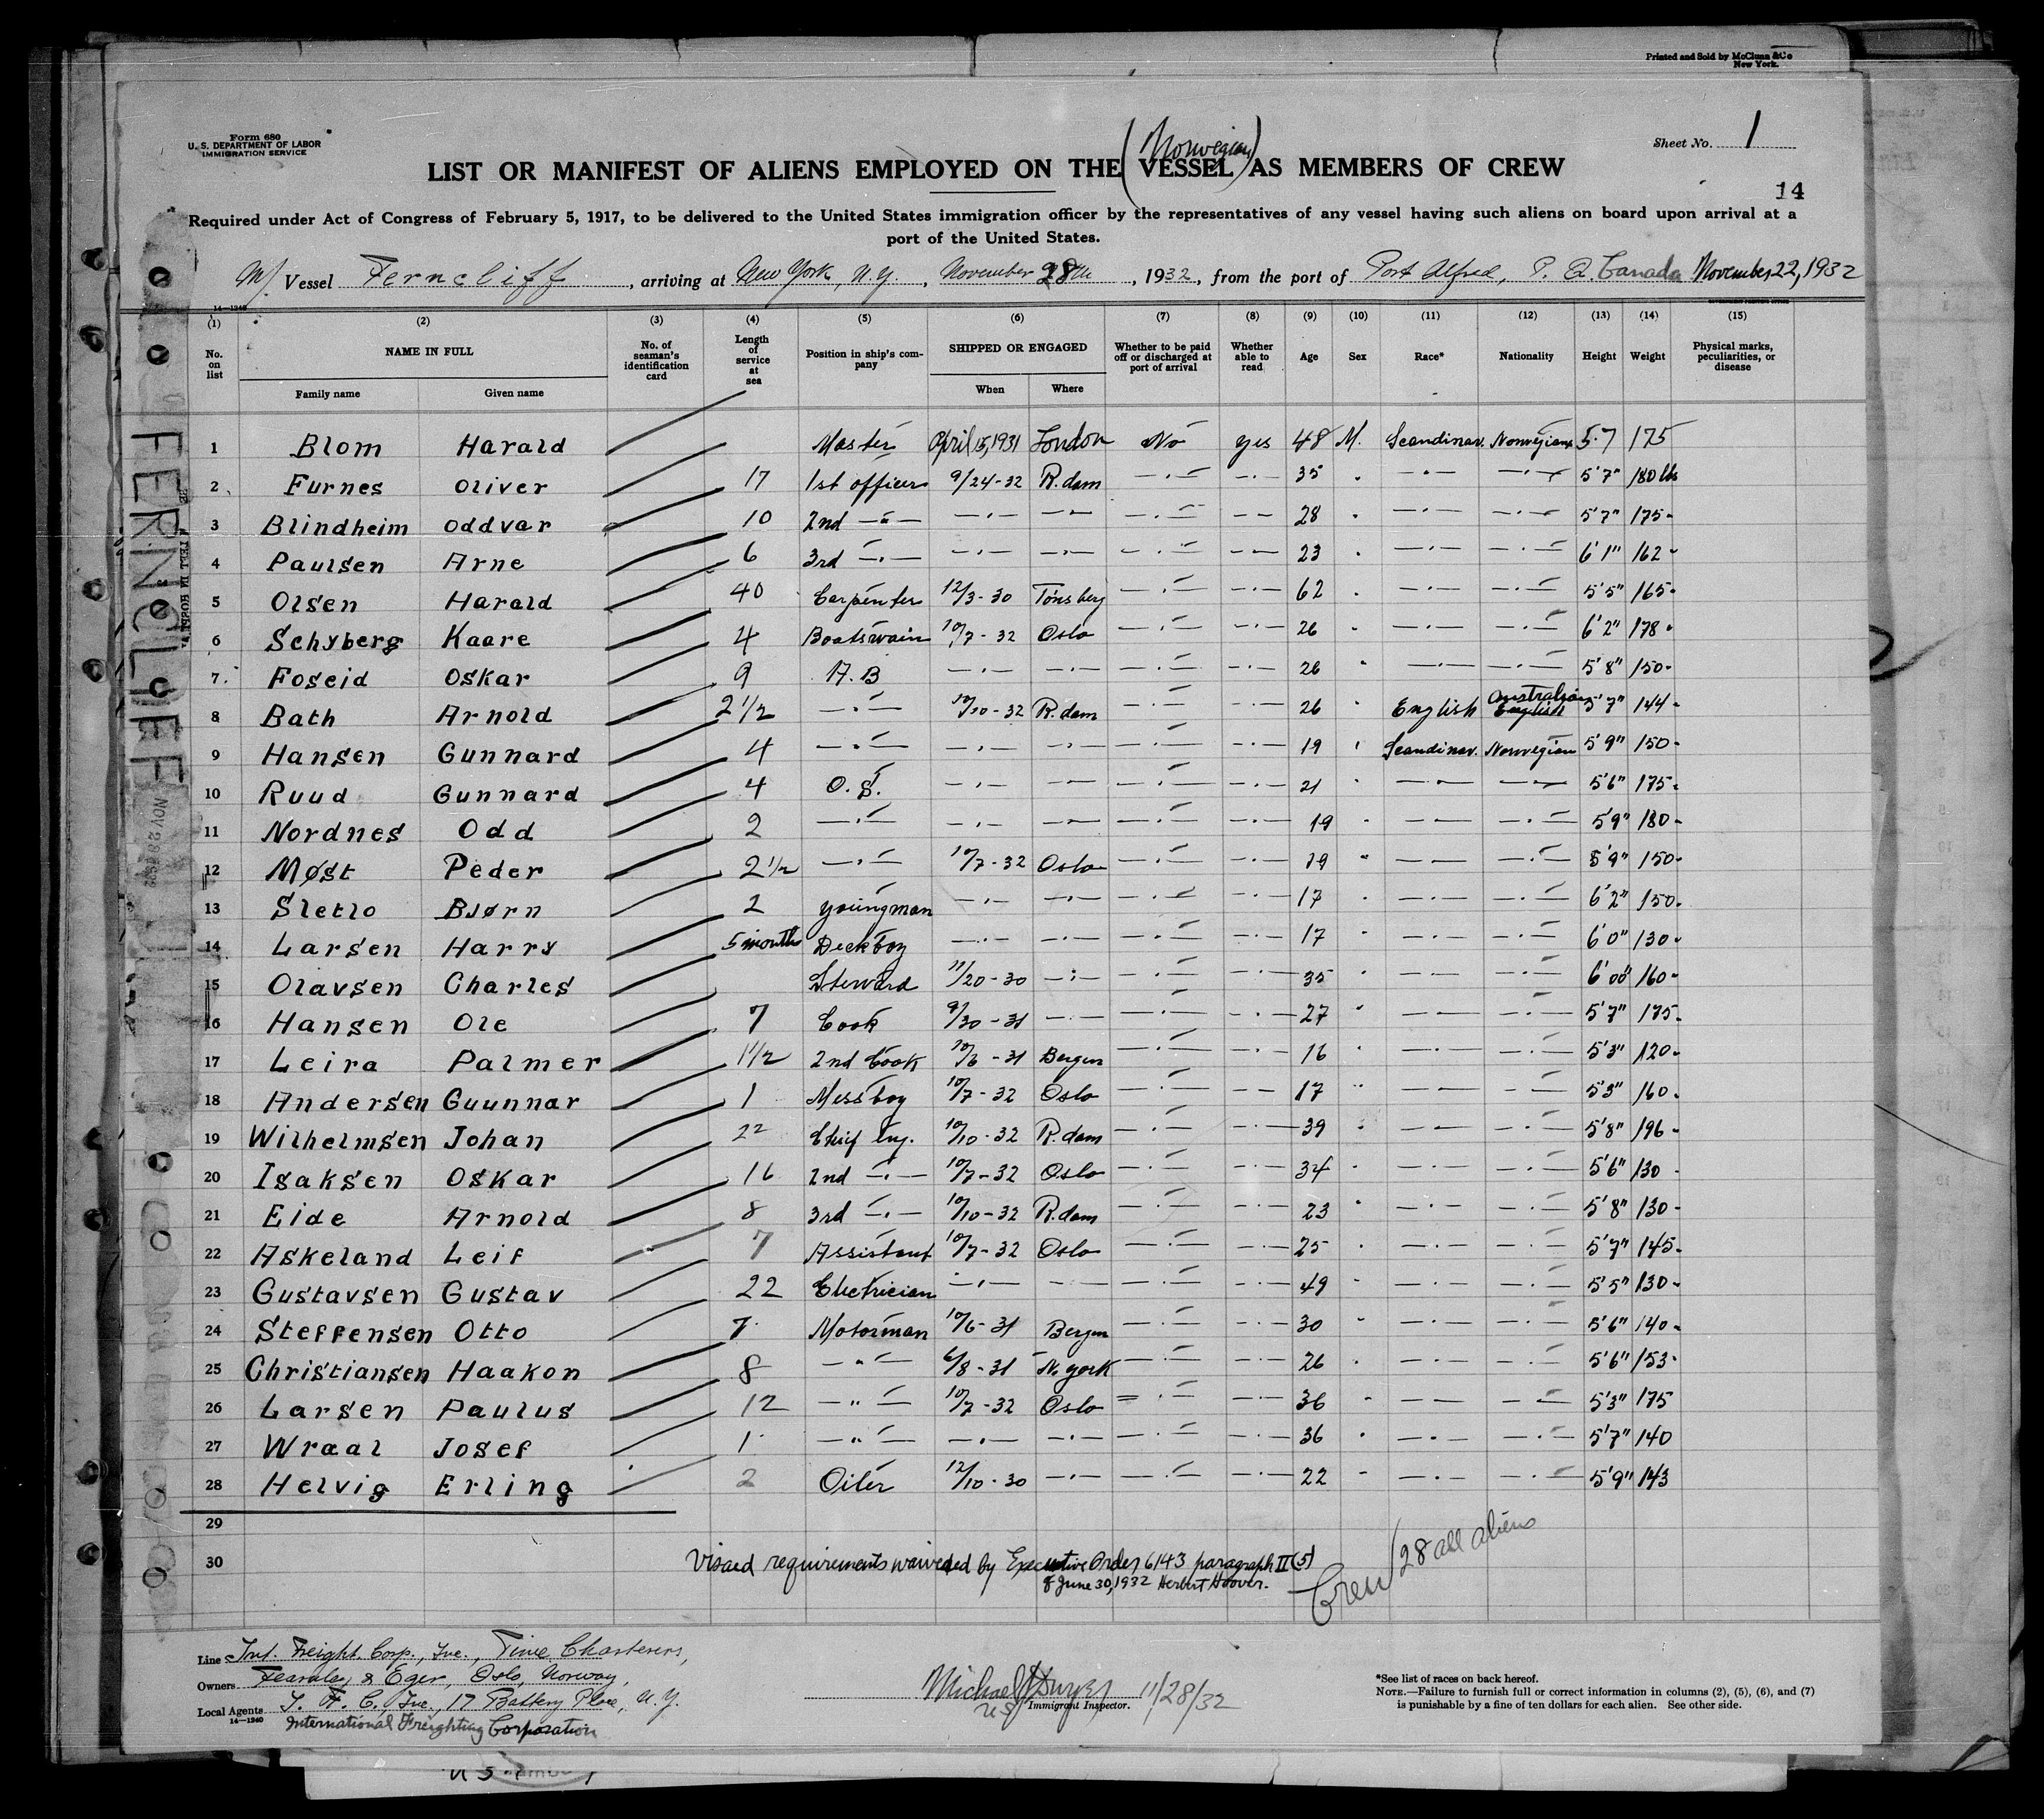 Printed and Sold by McClunn & Co
New York.
Form 680
U. S. DEPARTMENT OF LABOR
IMMIGRATION SERVICE
Sheet No. 1
(Norwegian)
LIST OR MANIFEST OF ALIENS EMPLOYED ON THE VESSEL AS MEMBERS OF CREW
14
Required under Act of Congress of February 5, 1917, to be delivered to the United States immigration officer by the representatives of any vessel having such aliens on board upon arrival at a
port of the United States.
M/ Vessel Ferncliff, arriving at New York, N.Y., November 28th, 1932, from the port of Port Alfred, P. Q. Canada November 22, 1932
14—1240
(1) (2) (3) (4) (5) (6) (7) (8) (9) (10) (11) (12) (13) (14) (15)
No. on list NAME IN FULL No. of seaman's identification card Length of service at sea Position in ship's company SHIPPED OR ENGAGED Whether to be paid off or discharged at port of arrival Whether able to read Age Sex Race* Nationality Height Weight Physical marks, peculiarities, or disease
Family name Given name When Where
1 Blom Harald Master April 15, 1931 London No yes 48 M. Scandinav. Norwegian 5.7 175
2 Furnes Oliver 17 1st officer 9/24-32 R.dam —.— —.— 35 . —.— —.— 5'7" 180 lbs
3 Blindheim Oddvar 10 2nd —"— —.— —.— —.— —— 28 . —.— —.— 5'7" 175-
4 Paulsen Arne 6 3rd —.— —.— —.— —.— —.— 23 . —.— —.— 6'1" 162-
5 Olsen Harald 40 Carpenter 12/3-30 Tönsberg —.— —.— 62 . —.— —.— 5'5" 165-
6 Schyberg Kaare 4 Boatswain 10/7-32 Oslo —.— —.— 26 . —.— —.— 6'2" 178-
7 Foseid Oskar 9 A.B —.— —.— —.— —.— 26 " —.— —.— 5'8" 150-
8 Bath Arnold 2 1/2 —.— 10/10-32 R.dam —.— —.— 26 " English Australian English 5'7" 144-
9 Hansen Gunnard 4 —.— —.— —.— —.— —.— 19 ' Scandinav. Norwegian 5'9" 150-
10 Ruud Gunnard 4 O.S. —.— —.— —.— —.— 21 " —.— —.— 5'6" 175-
11 Nordnes Odd 2 —.— —.— —.— —.— —.— 19 " —.— —.— 5'9" 180-
12 Møst Peder 2 1/2 —.— 10/7-32 Oslo —.— —.— 19 " —.— —.— 5'9" 150-
13 Sletlo Bjørn 2 youngman —.— —.— —.— —.— 17 ' —.— —.— 6'2" 150-
14 Larsen Harry 5 months Deckboy —.— —.— —.— —.— 17 " —.— —.— 6'0" 130-
15 Olavsen Charles Steward 11/20-30 —.— —.— —.— 35 " —.— —.— 6'00" 160-
16 Hansen Ole 7 Cook 9/30-31 —.— —.— —.— 27 " —.— —.— 5'7" 175-
17 Leira Palmer 1 1/2 2nd Cook 10/6-31 Bergen —.— —.— 16 " —.— —.— 5'3" 120-
18 Andersen Guunnar 1 Messboy 10/7-32 Oslo —.— —— 17 " —.— —.— 5'3" 160-
19 Wilhelmsen Johan 22 Chief Eng. 10/10-32 R.dam —.— —.— 39 " —.— —.— 5'8" 196-
20 Isaksen Oskar 16 2nd —.— 10/7-32 Oslo —.— —.— 34 " —.— —.— 5'6" 130
21 Eide Arnold 8 3rd —.— 10/10-32 R.dam —.— —.— 23 " —.— —.— 5'8" 130-
22 Askeland Leif 7 Assistant 10/7-32 Oslo —.— —.— 25 . —.— —.— 5'7" 145-
23 Gustavsen Gustav 22 Electrician —.— —.— —.— —.— 49 " —.— —.— 5'5" 130-
24 Steffensen Otto 7 Motorman 10/6-31 Bergen —.— —.— 30 " —.— —.— 5'6" 140-
25 Christiansen Haakon 8 —"— 6/8-31 N. york —.— —.— 26 . —.— —.— 5'6" 153-
26 Larsen Paulus 12 —"— 10/7-32 Oslo —.— —— 36 " —.— —.— 5'3" 175
27 Wraal Josef 1 —"— —.— —.— —.— —.— 36 . —.— —.— 5'7" 140
28 Helvig Erling 2 Oiler 12/10-30 —.— —.— —.— 22 - —.— —.— 5'9" 143
29
30
Visaed requirements waiveded by Executive Order 6143 paragraph II (5)
of June 30, 1932 Herbert Hoover.
Crew 28 all aliens
FERNCLIFF
NOV 28 1932
Line Int. Freight. Corp., Inc., Time Charterers,
Owners Fearnley & Eger, Oslo, Norway,
Local Agents I. F. C., Inc., 17 Battery Place, N.Y.
14—1240
International Freighting Corporation
Michael J Dwyer 11/28/32
US Immigrant Inspector.
*See list of races on back hereof.
NOTE.—Failure to furnish full or correct information in columns (2), (5), (6), and (7)
is punishable by a fine of ten dollars for each alien. See other side.